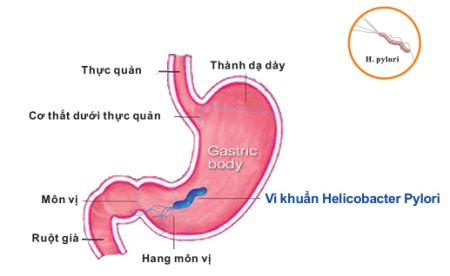 H. pylori
Thực quản
Thành dạ dày
Cơ thắt dưới thực quản
Gastric
body
Môn vị
Vi khuẩn Helicobacter Pylori
Ruột già
Hang môn vị